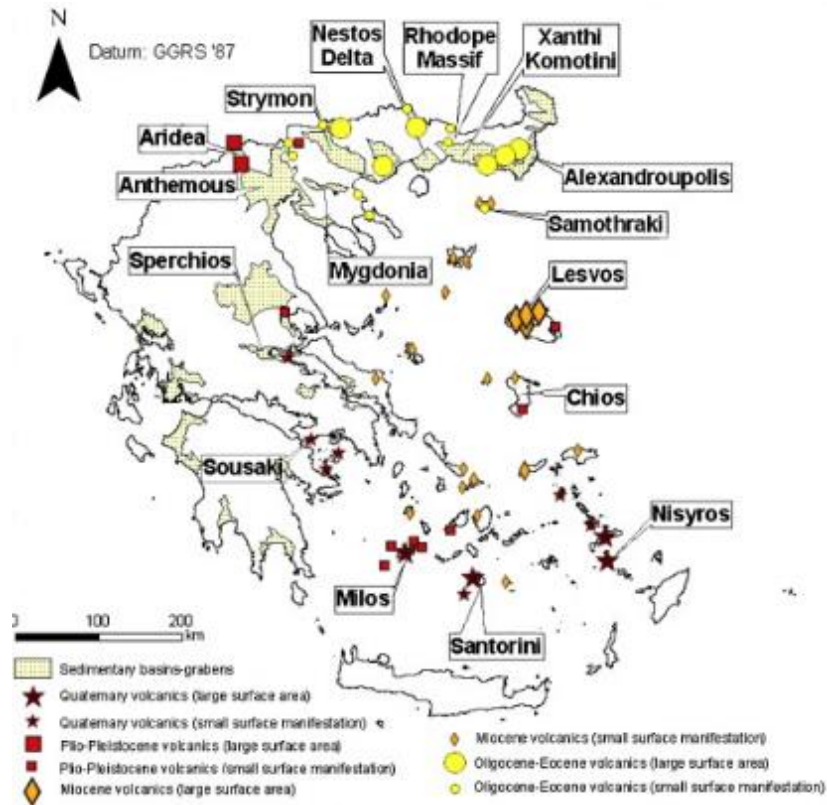 N
Datum: GGRS '87
Nestos
Delta
Rhodope
Massif
Xanthi
Komotini
Strymon
Aridea
Anthemous
Alexandroupolis
Samothraki
Sperchios
Mygdonia
Lesvos
Chios
Sousaki
Nisyros
Milos
Santorini
0 100 200
km
Sedimentary basins-grabens
Quaternary volcanics (large surface area)
Quaternary volcanics (small surface manifestation)
Plio-Pleistocene volcanics (large surface area)
Plio-Pleistocene volcanics (small surface manifestation)
Miocene volcanics (large surface area)
Miocene volcanics (small surface manifestation)
Oligocene-Eocene volcanics (large surface area)
Oligocene-Eocene volcanics (small surface manifestation)